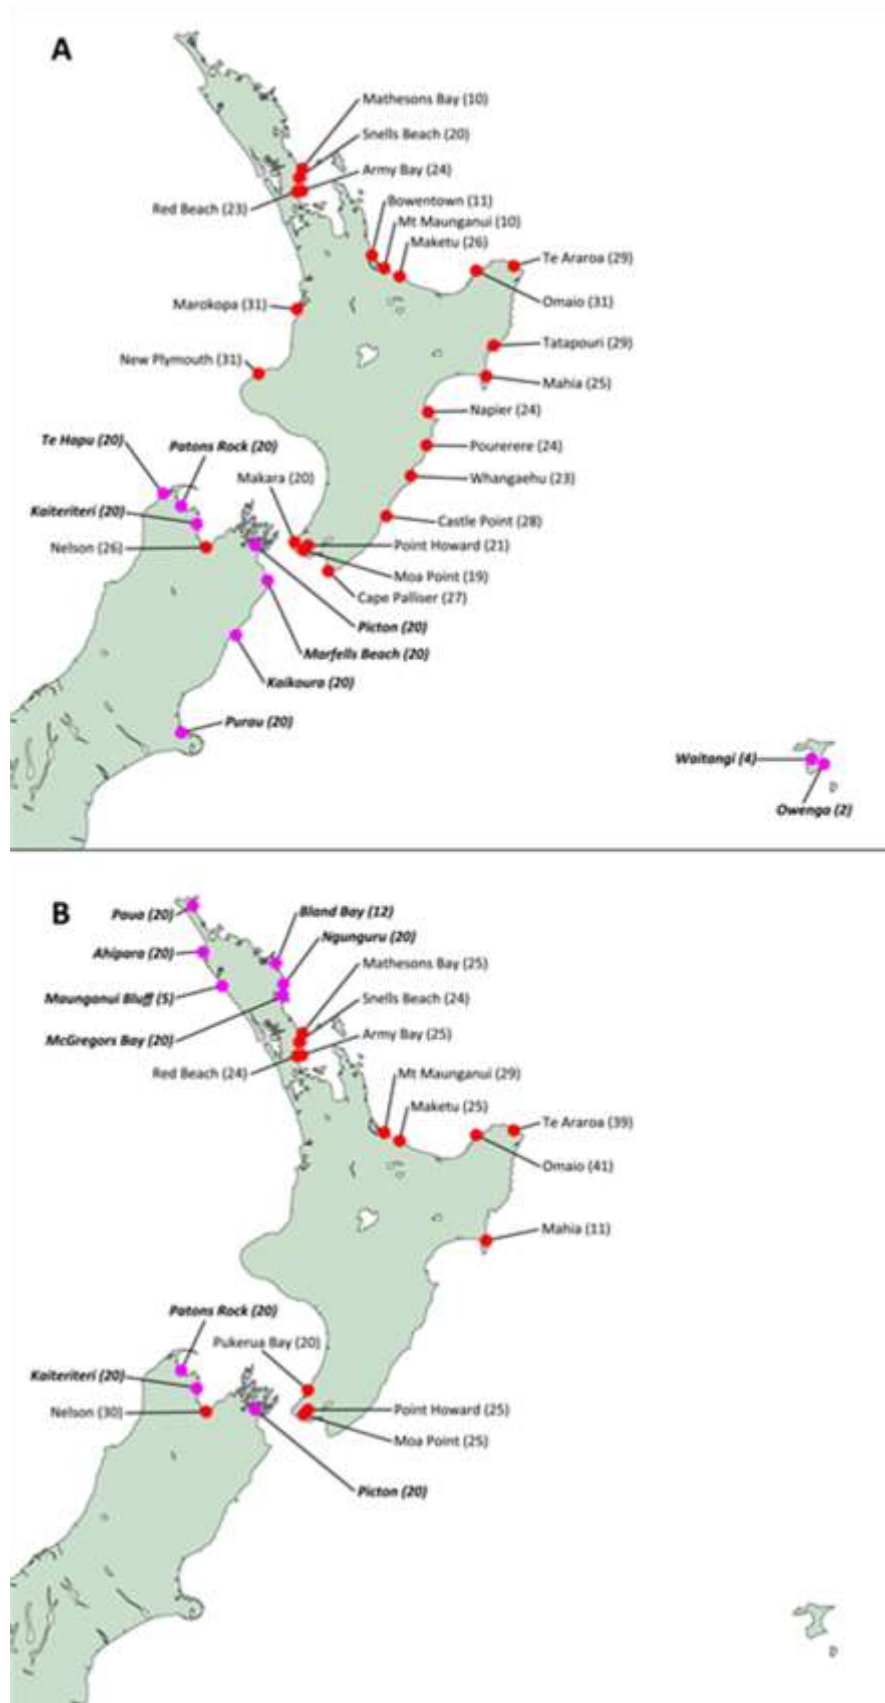 A
Mathesons Bay (10)
Snells Beach (20)
Army Bay (24)
Red Beach (23)
Bowentown (11)
Mt Maunganui (10)
Maketu (26)
Te Araroa (29)
Omaio (31)
Marokopa (31)
Tatapouri (29)
New Plymouth (31)
Mahia (25)
Napier (24)
Te Hapu (20)
Patons Rock (20)
Pourerere (24)
Makara (20)
Whangaehu (23)
Kaiteriteri (20)
Castle Point (28)
Nelson (26)
Point Howard (21)
Moa Point (19)
Cape Palliser (27)
Picton (20)
Marfells Beach (20)
Kaikoura (20)
Purau (20)
Waitangi (4)
Owenga (2)
B
Paua (20)
Bland Bay (12)
Ngunguru (20)
Ahipara (20)
Mathesons Bay (25)
Maunganui Bluff (5)
Snells Beach (24)
McGregors Bay (20)
Army Bay (25)
Red Beach (24)
Mt Maunganui (29)
Maketu (25)
Te Araroa (39)
Omaio (41)
Mahia (11)
Patons Rock (20)
Pukerua Bay (20)
Kaiteriteri (20)
Nelson (30)
Point Howard (25)
Moa Point (25)
Picton (20)